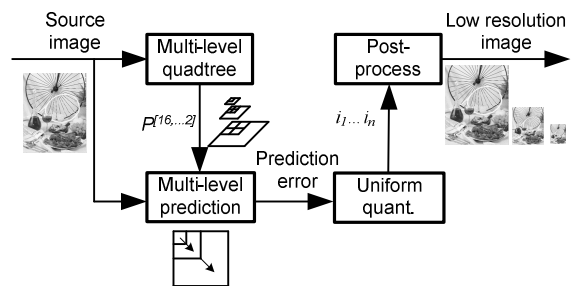 Source
image
Multi-level
quadtree
Post-
process
Low resolution
image
P[16,...2]
i1... in
Prediction
error
Multi-level
prediction
Uniform
quant.